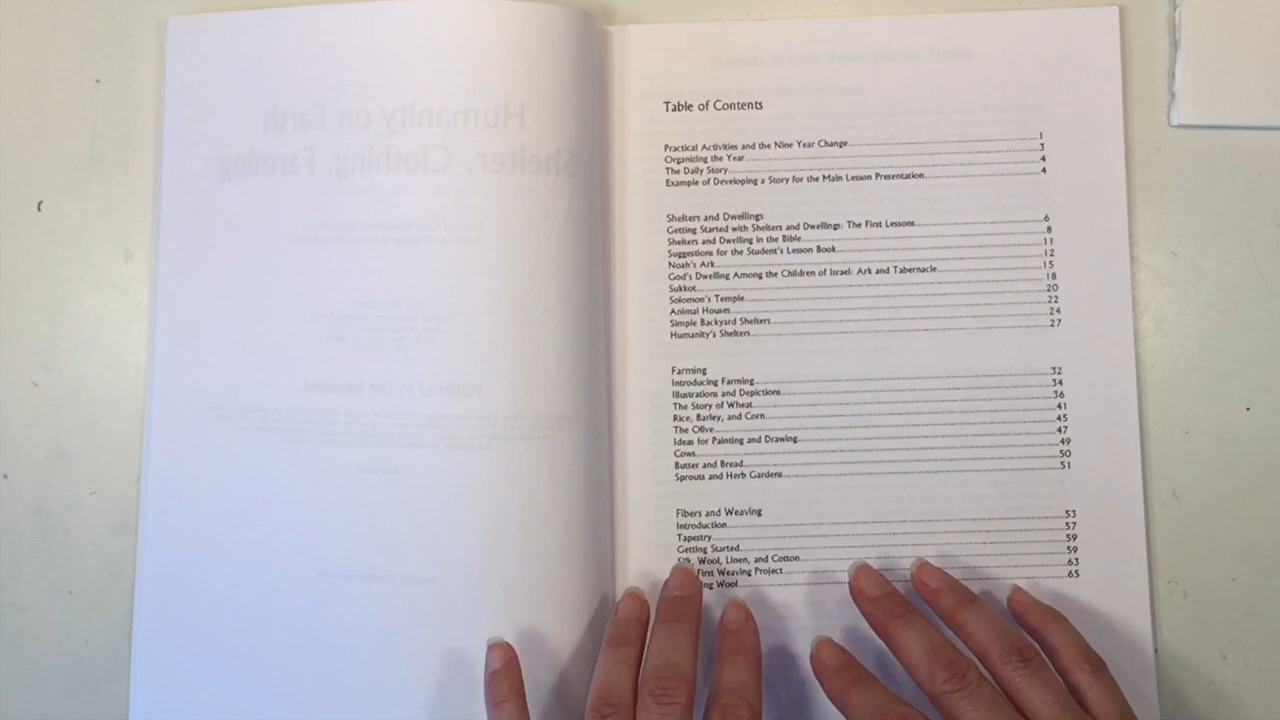 Humanity on Earth
Shelter, Clothing, Farming
Table of Contents
Practical Activities and the Nine Year Change 1
Organizing the Year 3
The Daily Story 4
Example of Developing a Story for the Main Lesson Presentation 4
Shelters and Dwellings
Getting Started with Shelters and Dwellings: The First Lessons 6
Shelters and Dwelling in the Bible 8
Suggestions for the Student's Lesson Book 11
Noah's Ark 12
God's Dwelling Among the Children of Israel: Ark and Tabernacle 15
Sukkot 18
Solomon's Temple 20
Animal Houses 22
Simple Backyard Shelters 24
Humanity's Shelters 27
Farming
Introducing Farming 32
Illustrations and Depictions 34
The Story of Wheat 36
Rice, Barley, and Corn 41
The Olive 45
Ideas for Painting and Drawing 47
Cows 49
Butter and Bread 50
Sprouts and Herb Gardens 51
Fibers and Weaving
Introduction 53
Tapestry 57
Getting Started 59
Silk, Wool, Linen, and Cotton 59
First Weaving Project 63
Wool 65